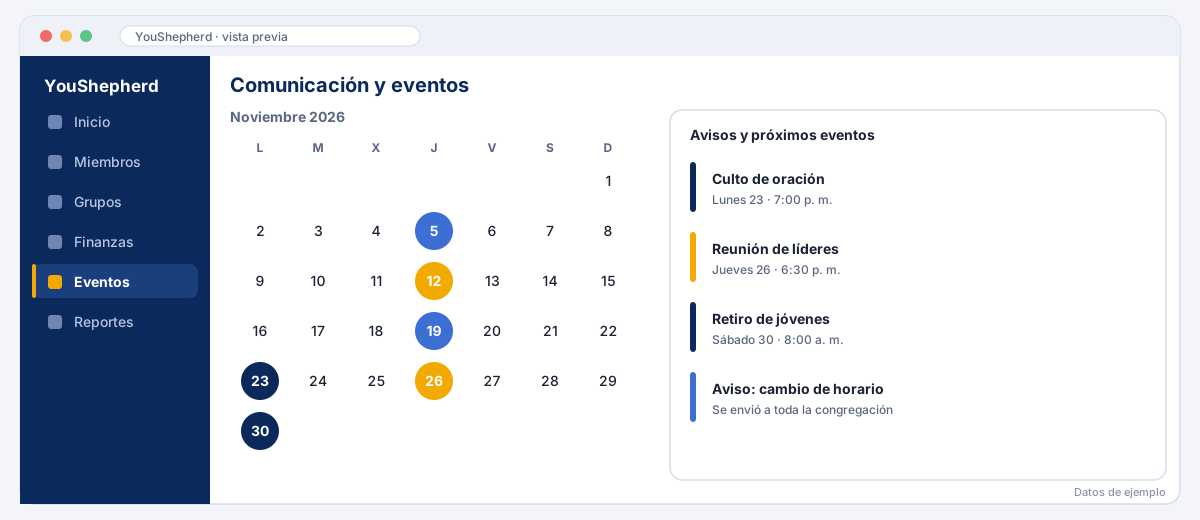 YouShepherd · vista previa
YouShepherd
Inicio
Miembros
Grupos
Finanzas
Eventos
Reportes
Comunicación y eventos
Noviembre 2026
L M X J V S D
1
2 3 4 5 6 7 8
9 10 11 12 13 14 15
16 17 18 19 20 21 22
23 24 25 26 27 28 29
30
Avisos y próximos eventos
Culto de oración
Lunes 23 · 7:00 p. m.
Reunión de líderes
Jueves 26 · 6:30 p. m.
Retiro de jóvenes
Sábado 30 · 8:00 a. m.
Aviso: cambio de horario
Se envió a toda la congregación
Datos de ejemplo